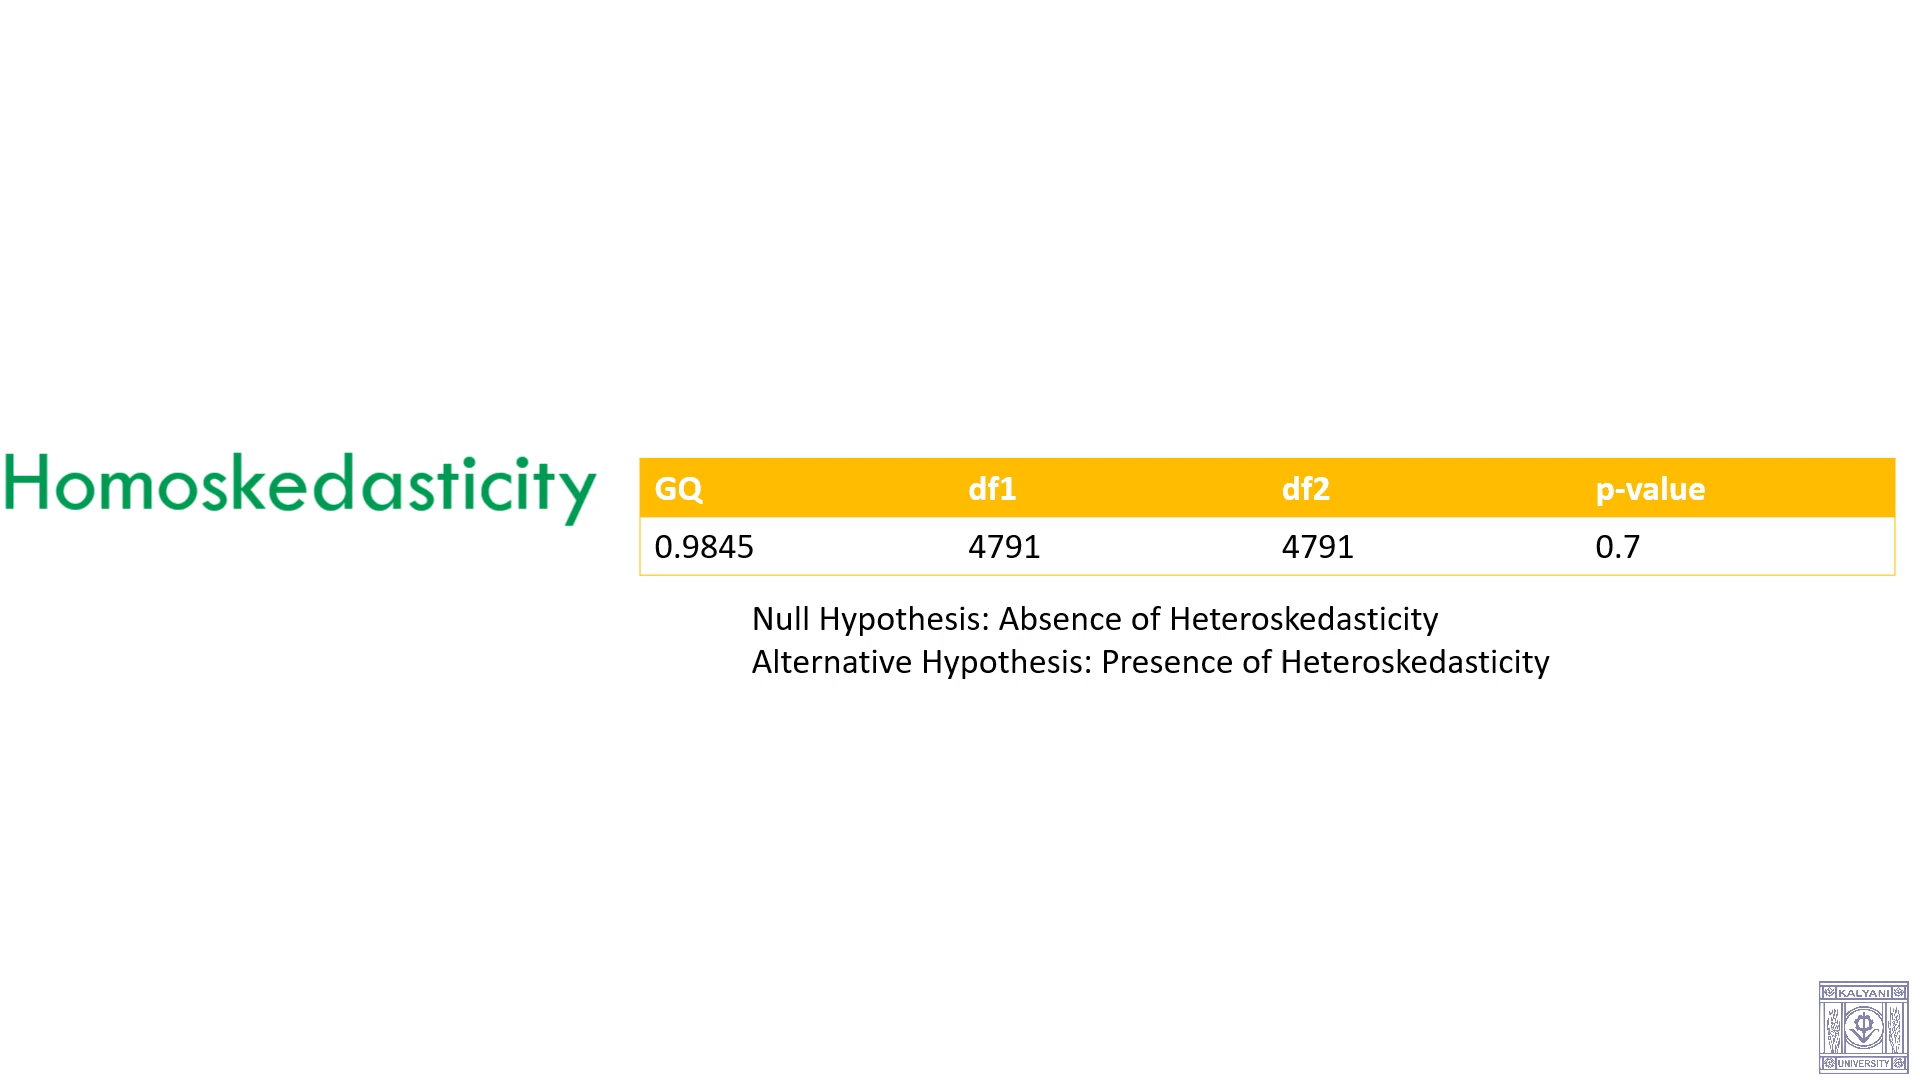 Homoskedasticity
GQ df1 df2 p-value
0.9845 4791 4791 0.7
Null Hypothesis: Absence of Heteroskedasticity
Alternative Hypothesis: Presence of Heteroskedasticity
KALYANI
UNIVERSITY